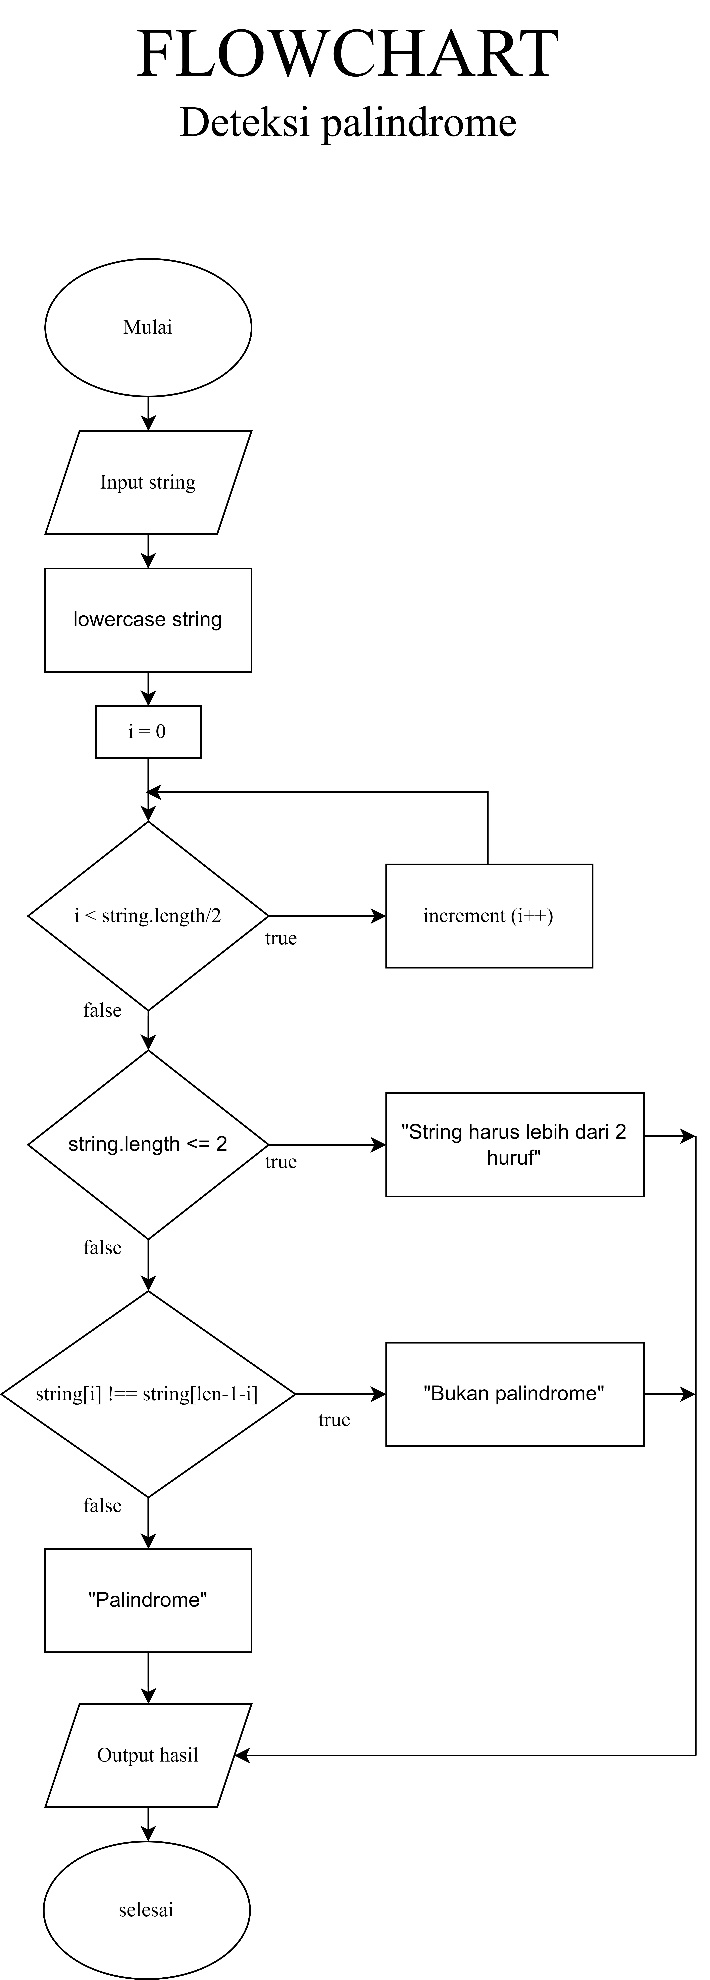 FLOWCHART
Deteksi palindrome
Mulai
Input string
lowercase string
i = 0
i < string.length/2
true
increment (i++)
false
string.length <= 2
true
"String harus lebih dari 2
huruf"
false
string[i] !== string[len-1-i]
true
"Bukan palindrome"
false
"Palindrome"
Output hasil
selesai